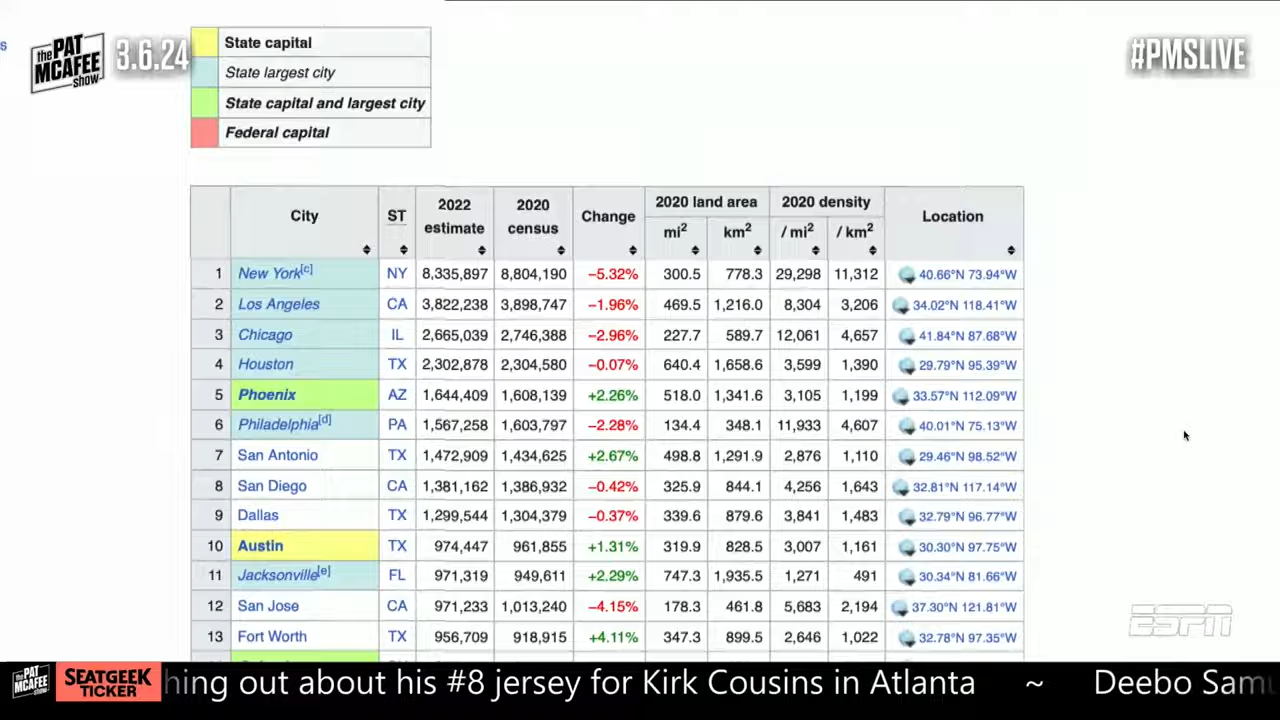 s
the PAT McAFEE show
3.6.24
#PMSLIVE
State capital
State largest city
State capital and largest city
Federal capital
City ST 2022 estimate 2020 census Change 2020 land area 2020 density Location
mi² km² / mi² / km²
1 New York[c] NY 8,335,897 8,804,190 −5.32% 300.5 778.3 29,298 11,312 40.66°N 73.94°W
2 Los Angeles CA 3,822,238 3,898,747 −1.96% 469.5 1,216.0 8,304 3,206 34.02°N 118.41°W
3 Chicago IL 2,665,039 2,746,388 −2.96% 227.7 589.7 12,061 4,657 41.84°N 87.68°W
4 Houston TX 2,302,878 2,304,580 −0.07% 640.4 1,658.6 3,599 1,390 29.79°N 95.39°W
5 Phoenix AZ 1,644,409 1,608,139 +2.26% 518.0 1,341.6 3,105 1,199 33.57°N 112.09°W
6 Philadelphia[d] PA 1,567,258 1,603,797 −2.28% 134.4 348.1 11,933 4,607 40.01°N 75.13°W
7 San Antonio TX 1,472,909 1,434,625 +2.67% 498.8 1,291.9 2,876 1,110 29.46°N 98.52°W
8 San Diego CA 1,381,162 1,386,932 −0.42% 325.9 844.1 4,256 1,643 32.81°N 117.14°W
9 Dallas TX 1,299,544 1,304,379 −0.37% 339.6 879.6 3,841 1,483 32.79°N 96.77°W
10 Austin TX 974,447 961,855 +1.31% 319.9 828.5 3,007 1,161 30.30°N 97.75°W
11 Jacksonville[e] FL 971,319 949,611 +2.29% 747.3 1,935.5 1,271 491 30.34°N 81.66°W
12 San Jose CA 971,233 1,013,240 −4.15% 178.3 461.8 5,683 2,194 37.30°N 121.81°W
13 Fort Worth TX 956,709 918,915 +4.11% 347.3 899.5 2,646 1,022 32.78°N 97.35°W
ESPN
the PAT McAFEE show SEATGEEK TICKER hing out about his #8 jersey for Kirk Cousins in Atlanta ~ Deebo Sam